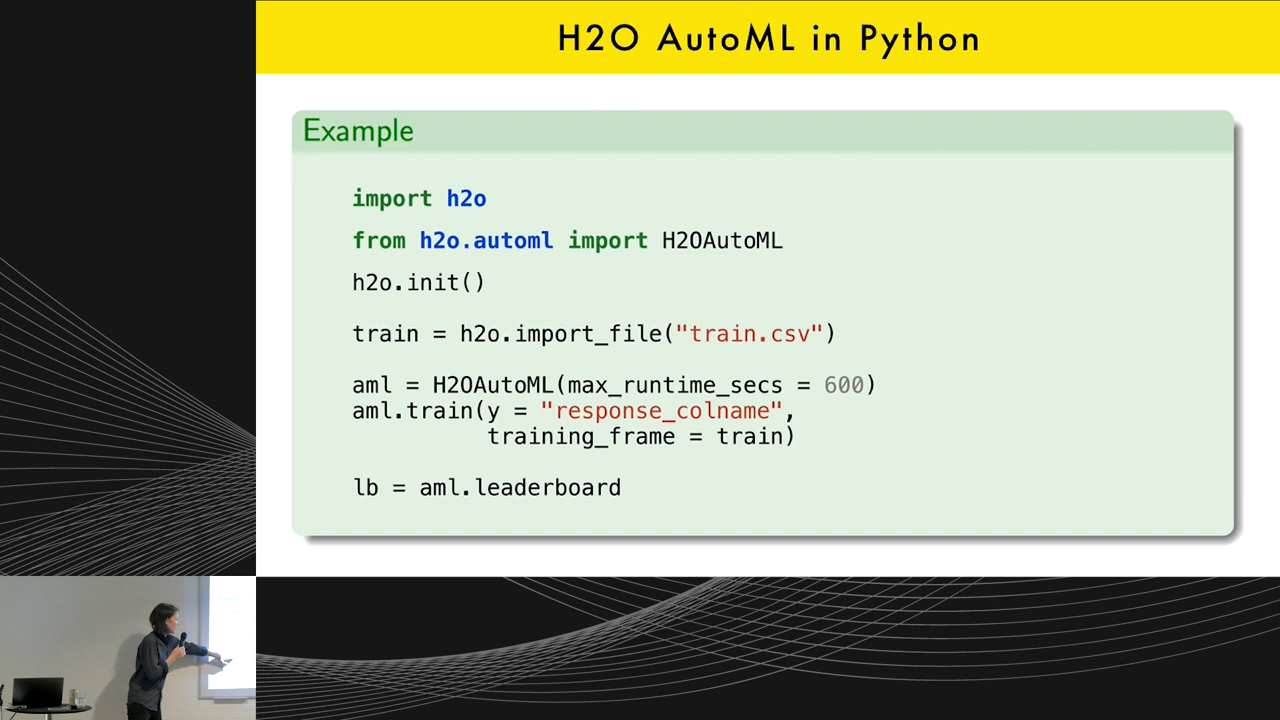 H2O AutoML in Python
Example
import h2o
from h2o.automl import H2OAutoML
h2o.init()
train = h2o.import_file("train.csv")
aml = H2OAutoML(max_runtime_secs = 600)
aml.train(y = "response_colname",
training_frame = train)
lb = aml.leaderboard